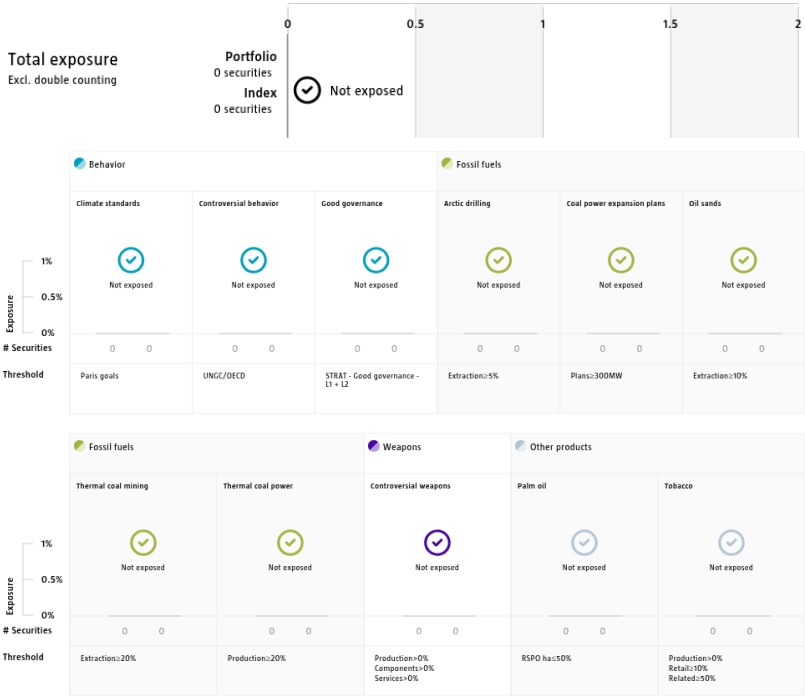 0 0.5 1 1.5 2
Total exposure
Excl. double counting
Portfolio
0 securities
Index
0 securities
Not exposed
Behavior Fossil fuels
Climate standards Controversial behavior Good governance Arctic drilling Coal power expansion plans Oil sands
Exposure
1%
0.5%
0%
Not exposed Not exposed Not exposed Not exposed Not exposed Not exposed
# Securities 0 0 0 0 0 0 0 0 0 0 0 0
Threshold Paris goals UNGC/OECD STRAT - Good governance - Extraction≥5% Plans≥300MW Extraction≥10%
L1 + L2
Fossil fuels Weapons Other products
Thermal coal mining Thermal coal power Controversial weapons Palm oil Tobacco
Exposure
1%
0.5%
0%
Not exposed Not exposed Not exposed Not exposed Not exposed
# Securities 0 0 0 0 0 0 0 0 0 0
Threshold Extraction≥20% Production≥20% Production>0% RSPO ha≤50% Production>0%
Components>0% Retail≥10%
Services>0% Related≥50%